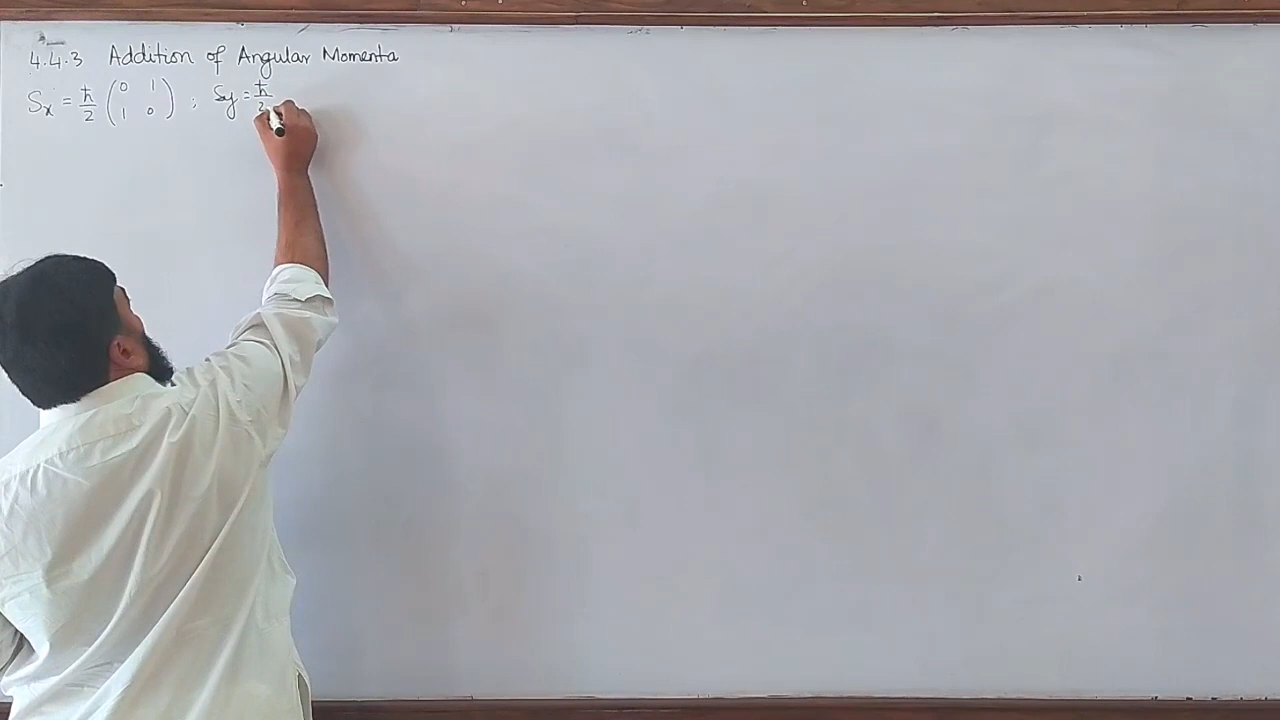 4.4.3 Addition of Angular Momenta
Sx = ħ/2 (0 1 1 0) ; Sy = ħ/2